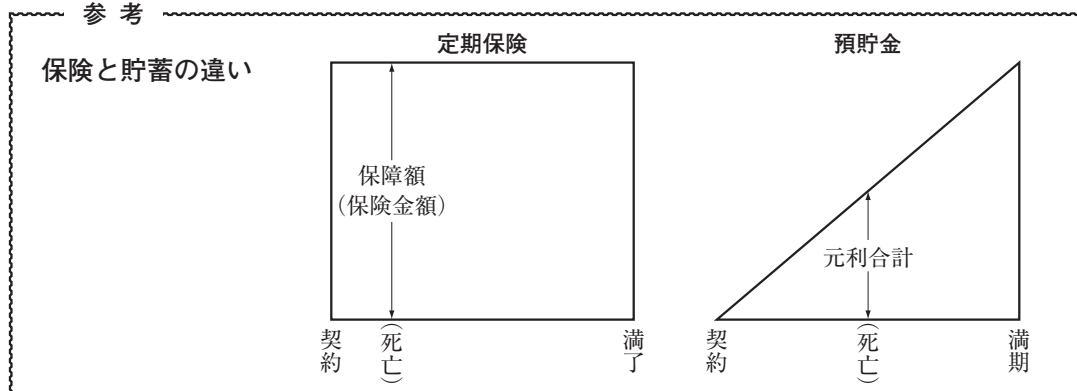 参考
保険と貯蓄の違い
定期保険
保障額
（保険金額）
契約
（死亡）
満了
預貯金
元利合計
契約
（死亡）
満期